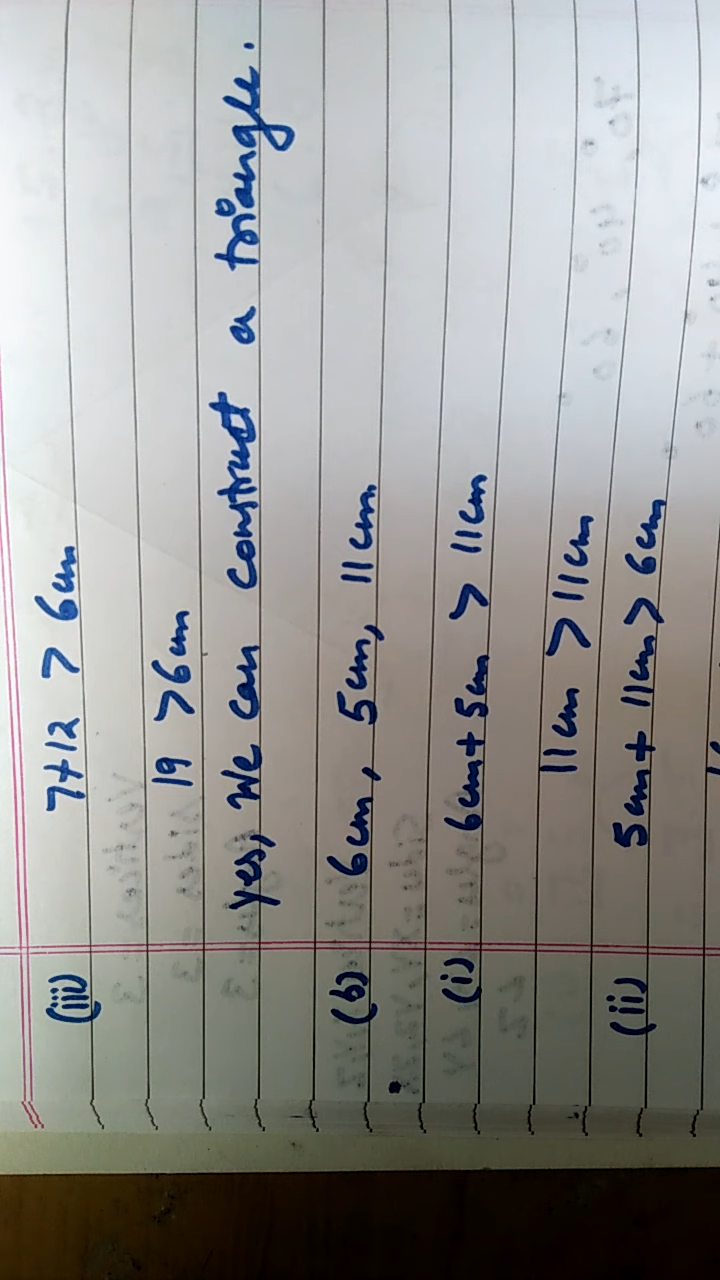 (iii) 7+12 > 6cm
19 >6cm
yes, We can construct a triangle.
(b) 6cm, 5cm, 11cm.
(i) 6cm+5cm > 11cm
11cm > 11cm
(ii) 5cm+ 11cm> 6cm